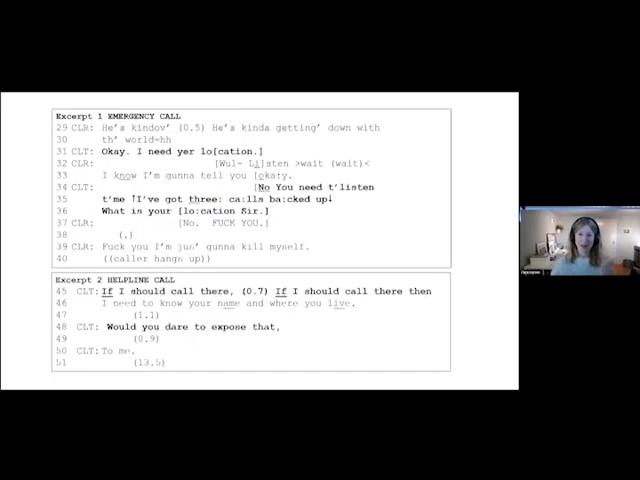 Excerpt 1 EMERGENCY CALL
29 CLR: He's kindov' (0.5) He's kinda getting' down with
30 th' world=hh
31 CLT: Okay. I need yer lo[cation.]
32 CLR: [Wul- Li]sten >wait (wait)<
33 I know I'm gunna tell you [okay.
34 CLT: [No You need t'listen
35 t'me ↑I've got three: ca:lls ba:cked up↓
36 What is your [lo:cation Sir.]
37 CLR: [No. FUCK YOU.]
38 (.)
39 CLR: Fuck you I'm jus' gunna kill myself.
40 ((caller hangs up))
Excerpt 2 HELPLINE CALL
45 CLT: If I should call there, (0.7) If I should call there then
46 I need to know your name and where you live.
47 (1.1)
48 CLT: Would you dare to expose that,
49 (0.9)
50 CLT: To me.
51 (13.5)